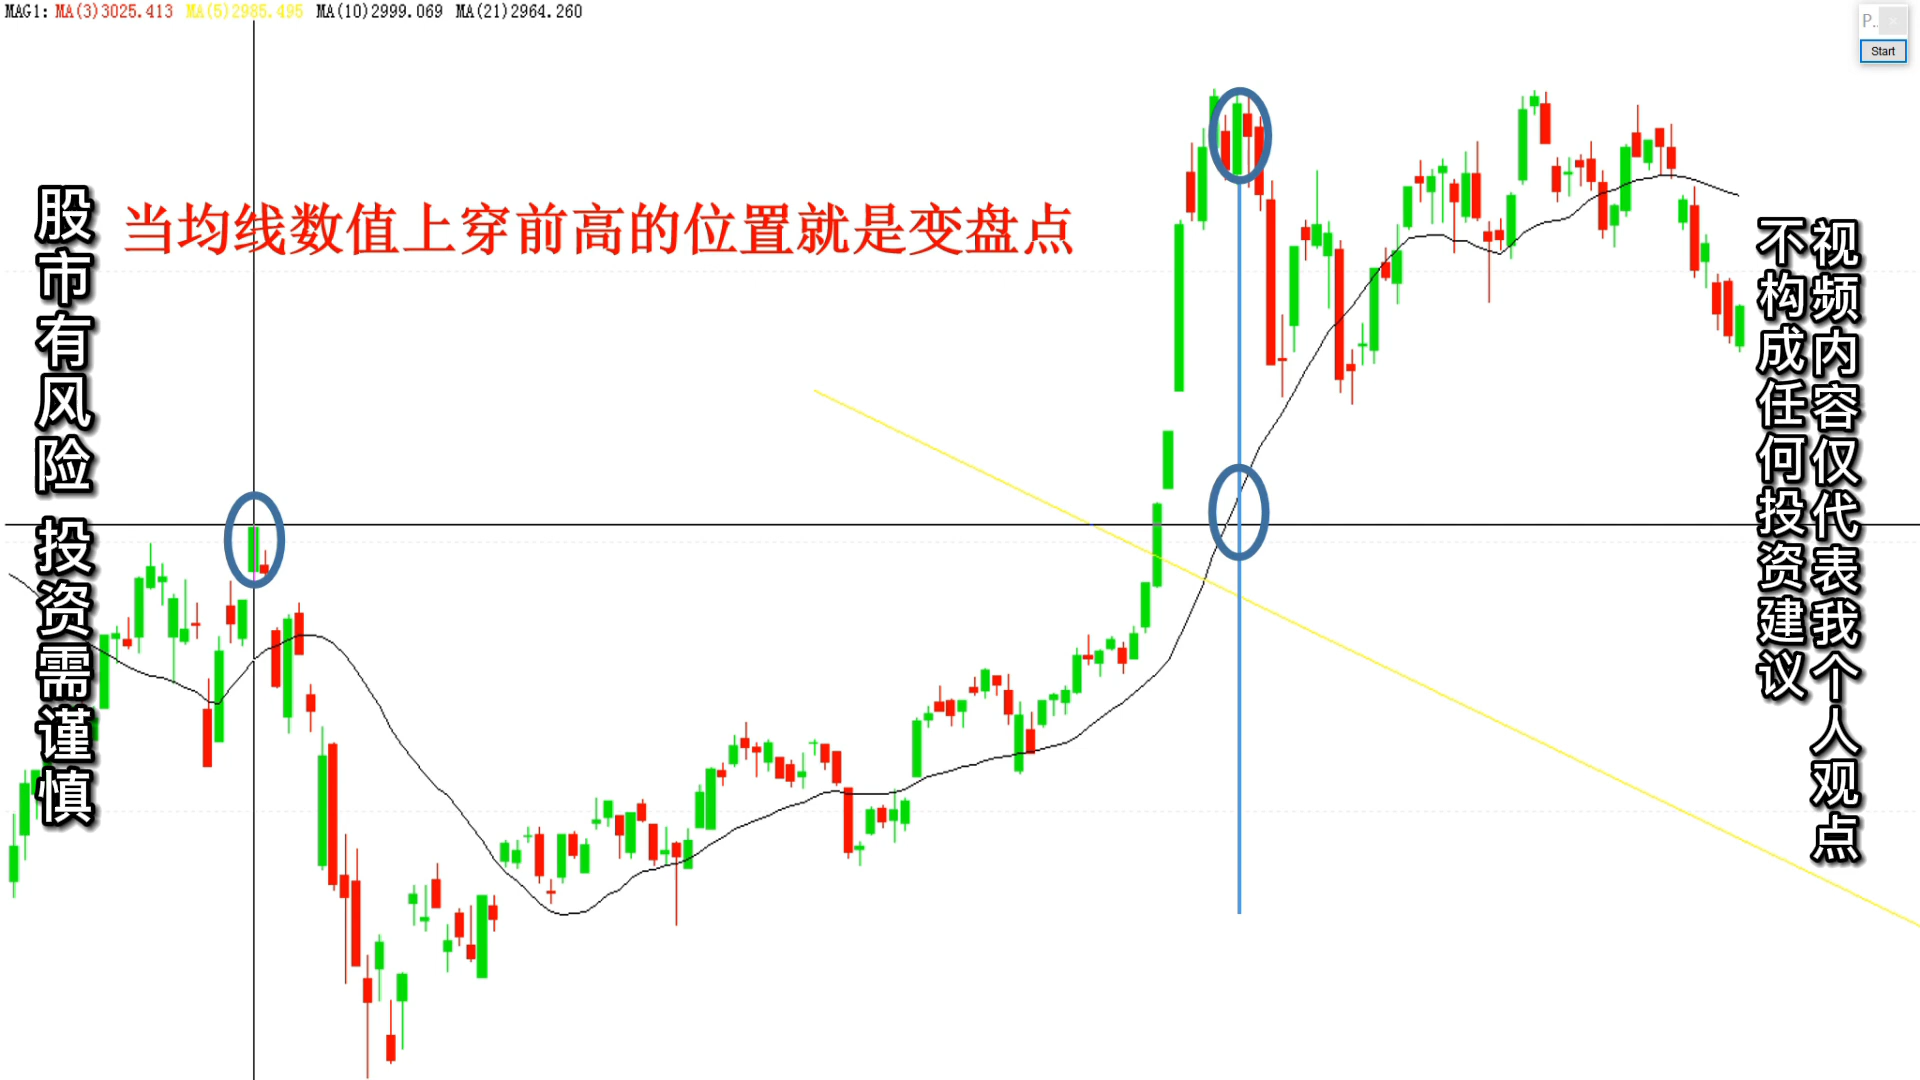 MAG1: MA(3)3025.413 MA(5)2985.495 MA(10)2999.069 MA(21)2964.260
P..
Start
当均线数值上穿前高的位置就是变盘点
股市有风险 投资需谨慎
视频内容仅代表我个人观点
不构成任何投资建议